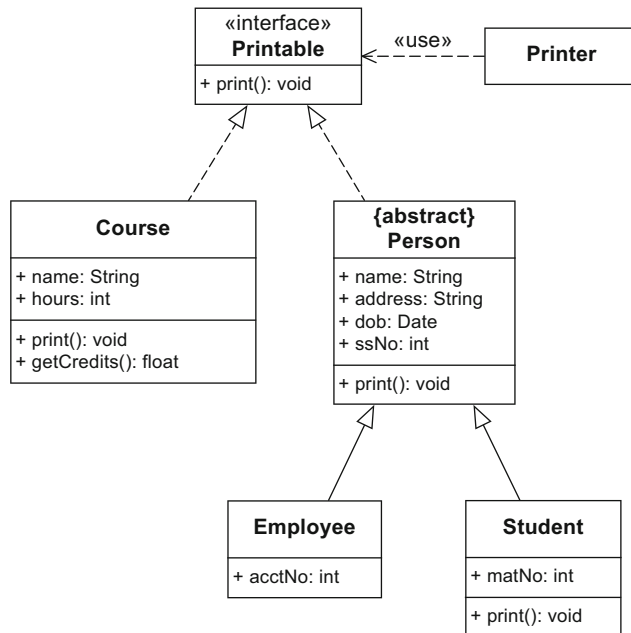 «interface»
Printable
+ print(): void
«use»
Printer
Course
+ name: String
+ hours: int
+ print(): void
+ getCredits(): float
{abstract}
Person
+ name: String
+ address: String
+ dob: Date
+ ssNo: int
+ print(): void
Employee
+ acctNo: int
Student
+ matNo: int
+ print(): void